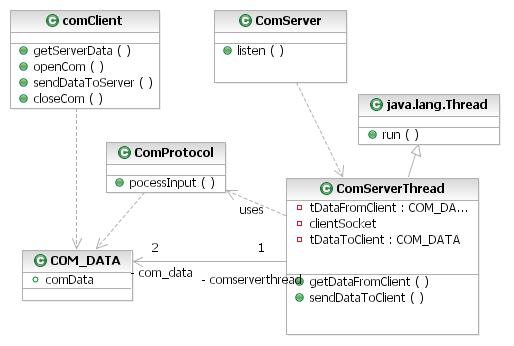 comClient
getServerData ( )
openCom ( )
sendDataToServer ( )
closeCom ( )
ComServer
listen ( )
java.lang.Thread
run ( )
ComProtocol
pocessInput ( )
ComServerThread
tDataFromClient : COM_DA...
clientSocket
tDataToClient : COM_DATA
getDataFromClient ( )
sendDataToClient ( )
uses
COM_DATA
comData
2
1
- com_data
- comserverthread